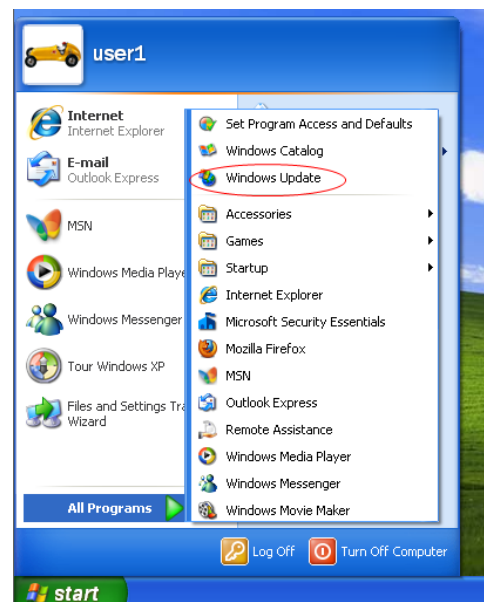 user1
Internet
Internet Explorer
E-mail
Outlook Express
MSN
Windows Media Playe
Windows Messenger
Tour Windows XP
Files and Settings Tra
Wizard
All Programs
Set Program Access and Defaults
Windows Catalog
Windows Update
Accessories
Games
Startup
Internet Explorer
Microsoft Security Essentials
Mozilla Firefox
MSN
Outlook Express
Remote Assistance
Windows Media Player
Windows Messenger
Windows Movie Maker
Log Off
Turn Off Computer
start